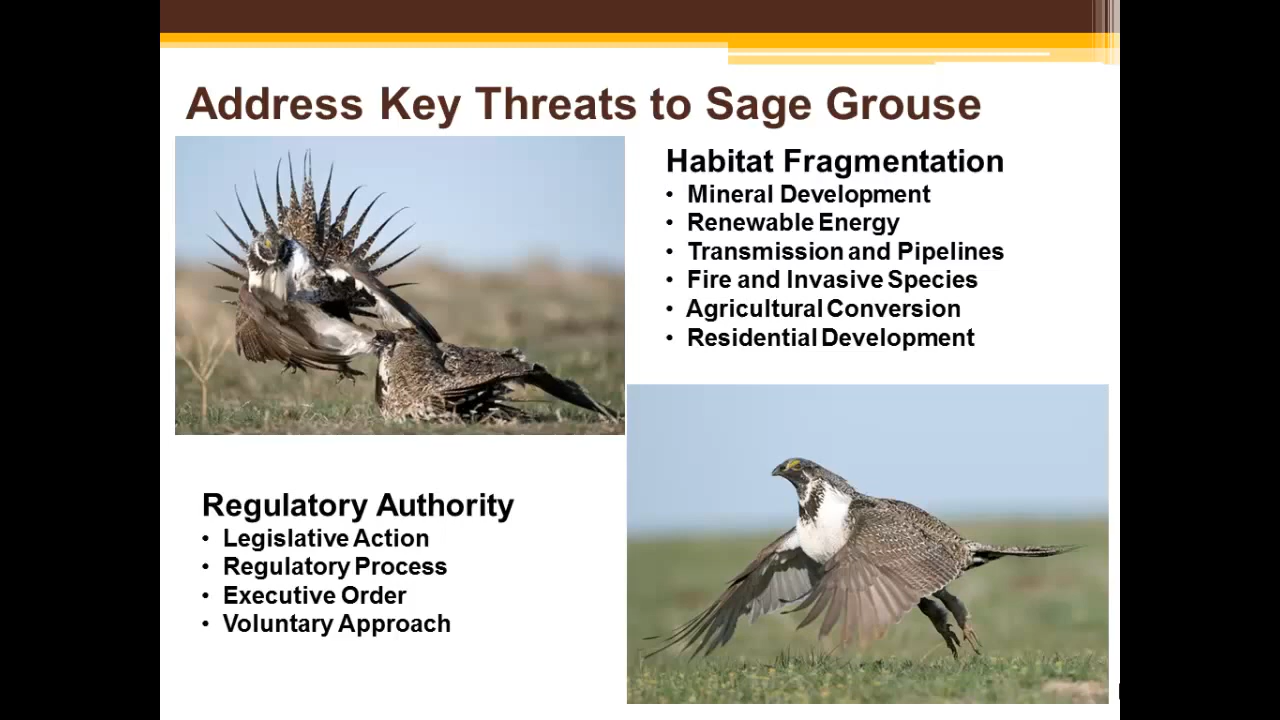 Address Key Threats to Sage Grouse
Habitat Fragmentation
• Mineral Development
• Renewable Energy
• Transmission and Pipelines
• Fire and Invasive Species
• Agricultural Conversion
• Residential Development
Regulatory Authority
• Legislative Action
• Regulatory Process
• Executive Order
• Voluntary Approach